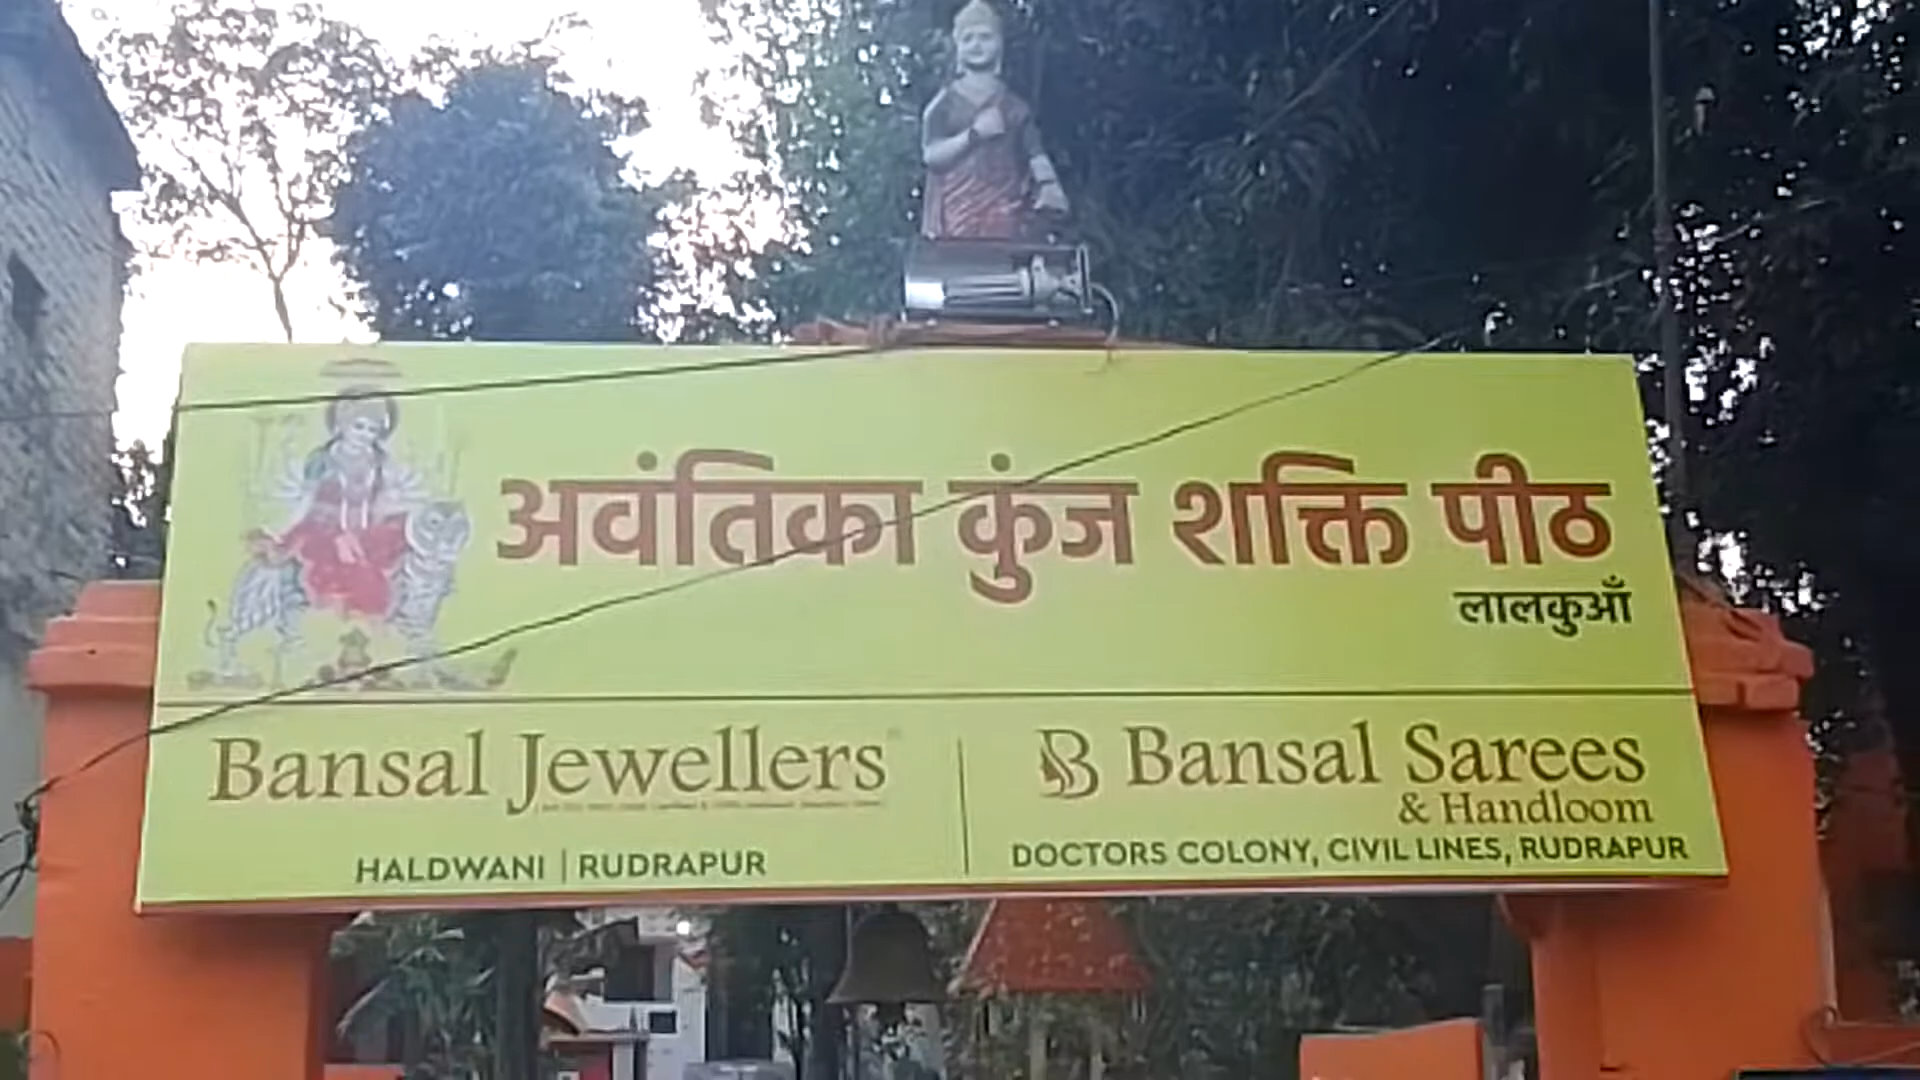 अवंतिका कुंज शक्ति पीठ
लालकुआँ
Bansal Jewellers
HALDWANI | RUDRAPUR
B Bansal Sarees
& Handloom
DOCTORS COLONY, CIVIL LINES, RUDRAPUR